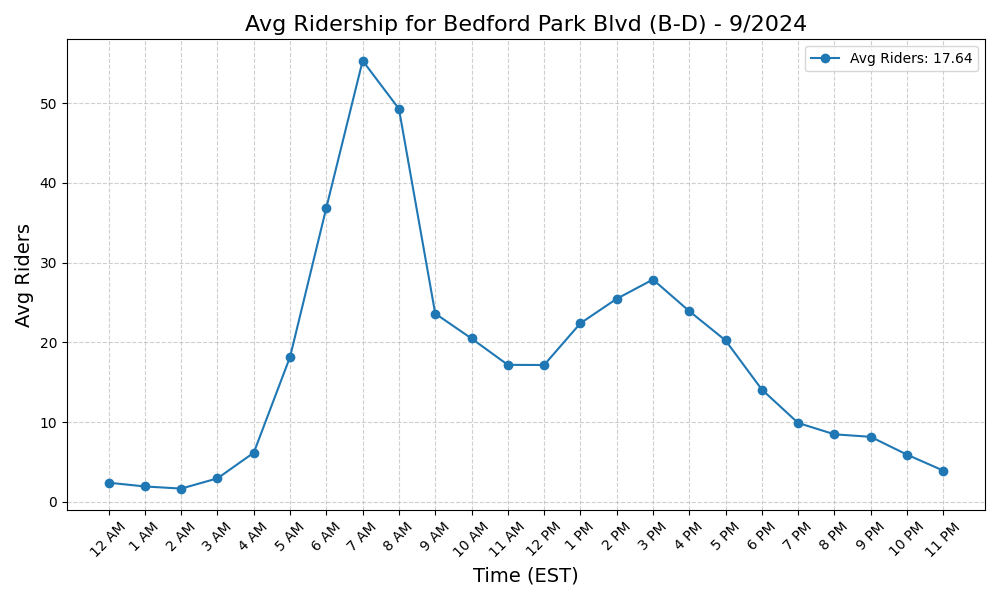 Avg Ridership for Bedford Park Blvd (B-D) - 9/2024
Avg Riders: 17.64
Avg Riders
50
40
30
20
10
0
12 AM
1 AM
2 AM
3 AM
4 AM
5 AM
6 AM
7 AM
8 AM
9 AM
10 AM
11 AM
12 PM
1 PM
2 PM
3 PM
4 PM
5 PM
6 PM
7 PM
8 PM
9 PM
10 PM
11 PM
Time (EST)